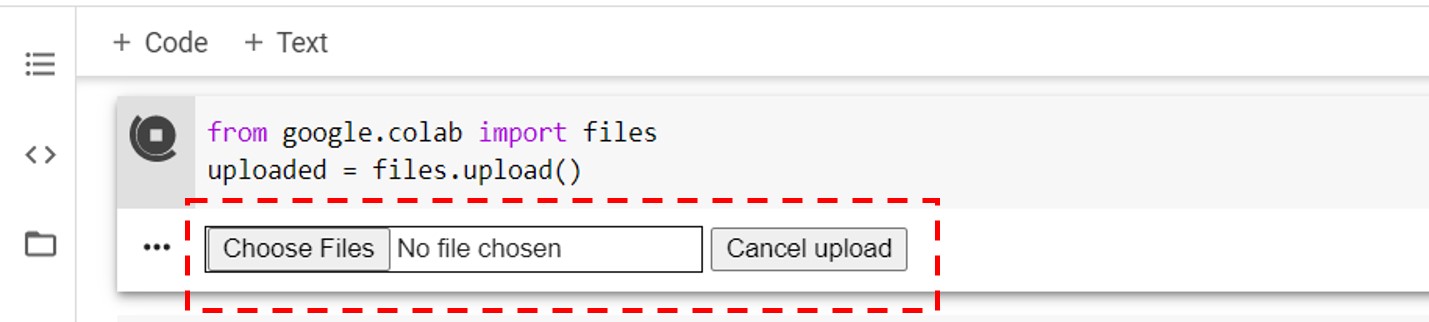 + Code + Text
from google.colab import files
uploaded = files.upload()
Choose Files No file chosen Cancel upload